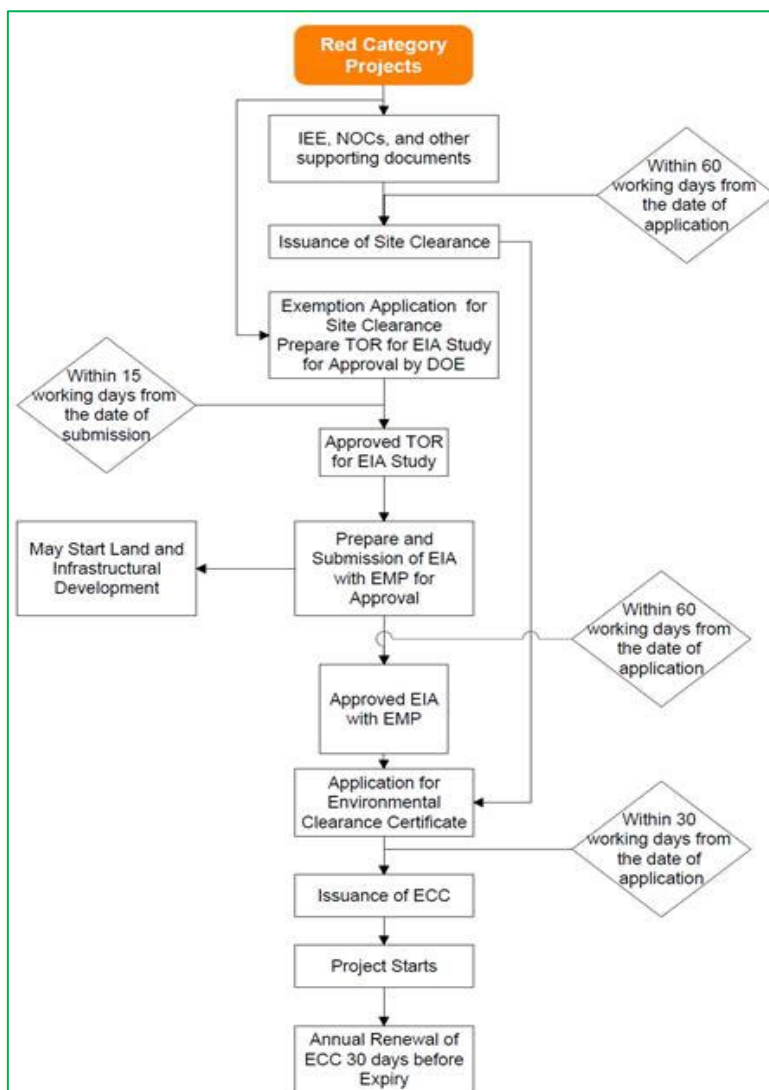 Red Category
Projects
IEE, NOCs, and other
supporting documents
Within 60
working days from
the date of
application
Issuance of Site Clearance
Exemption Application for
Site Clearance
Prepare TOR for EIA Study
for Approval by DOE
Within 15
working days from
the date of
submission
Approved TOR
for EIA Study
May Start Land and
Infrastructural
Development
Prepare and
Submission of EIA
with EMP for
Approval
Within 60
working days from
the date of
application
Approved EIA
with EMP
Application for
Environmental
Clearance Certificate
Within 30
working days from
the date of
application
Issuance of ECC
Project Starts
Annual Renewal of
ECC 30 days before
Expiry